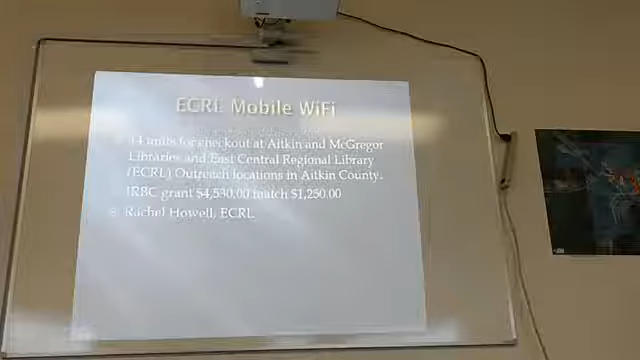 ECRL Mobile WiFi
14 units for checkout at Aitkin and McGregor
Libraries and East Central Regional Library
(ECRL) Outreach locations in Aitkin County.
IRBC grant $4,530.00 match $1,250.00
Rachel Howell, ECRL